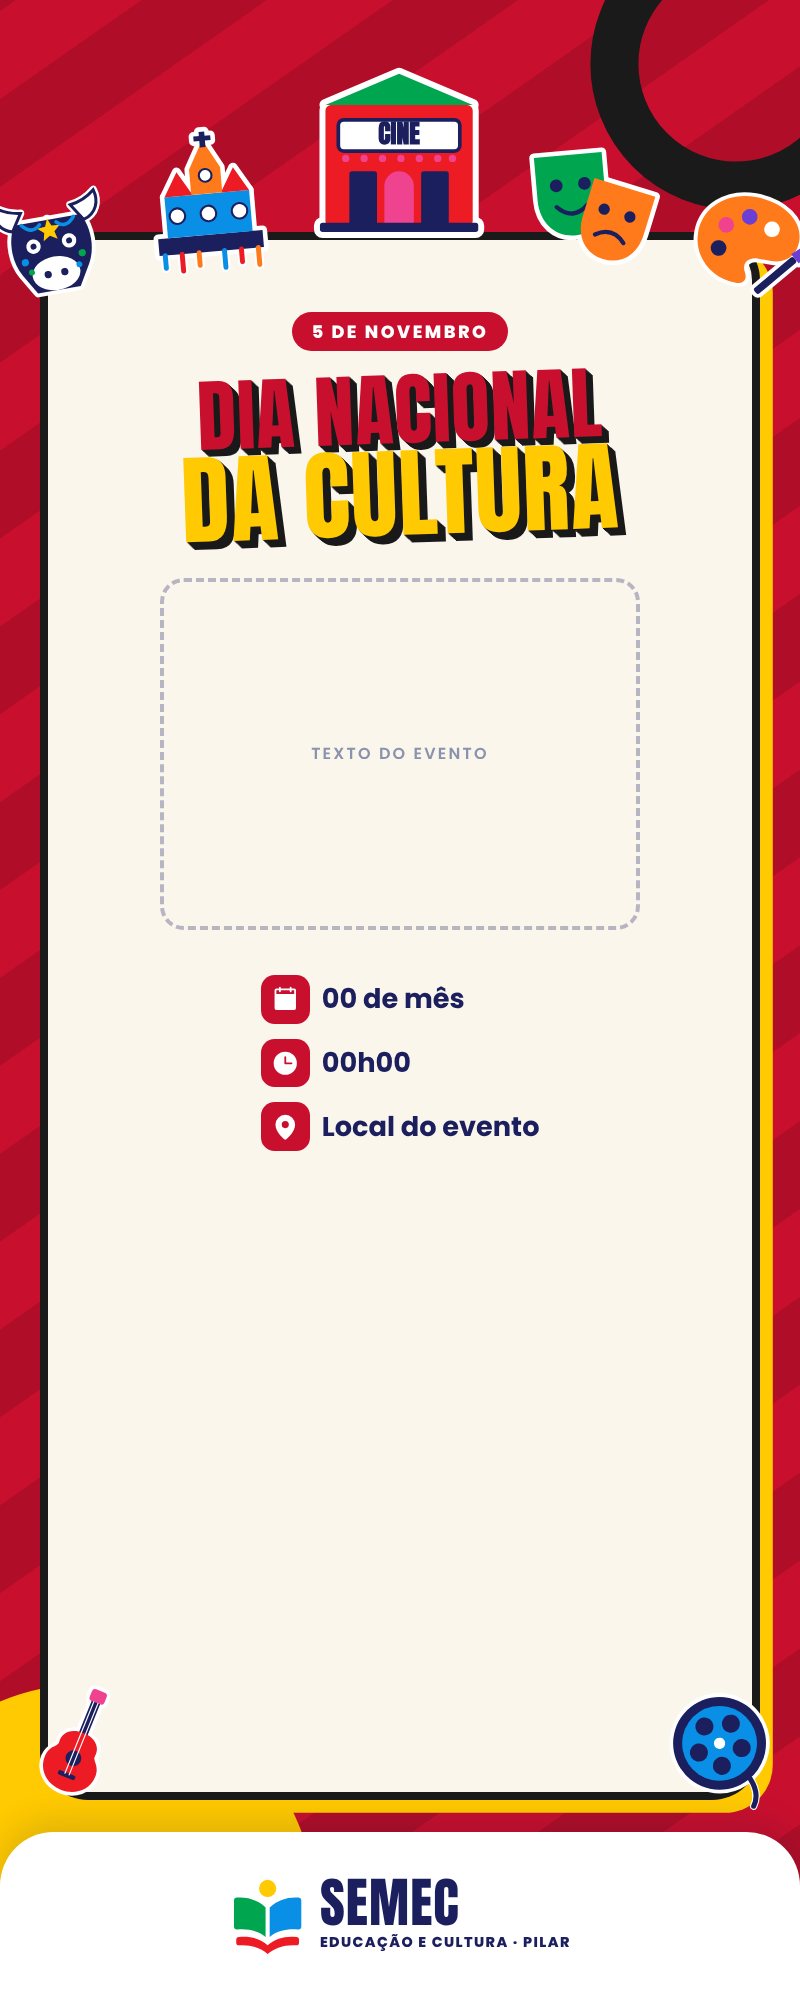 CINE
5 DE NOVEMBRO
DIA NACIONAL
DA CULTURA
TEXTO DO EVENTO
00 de mês
00h00
Local do evento
SEMEC
EDUCAÇÃO E CULTURA · PILAR